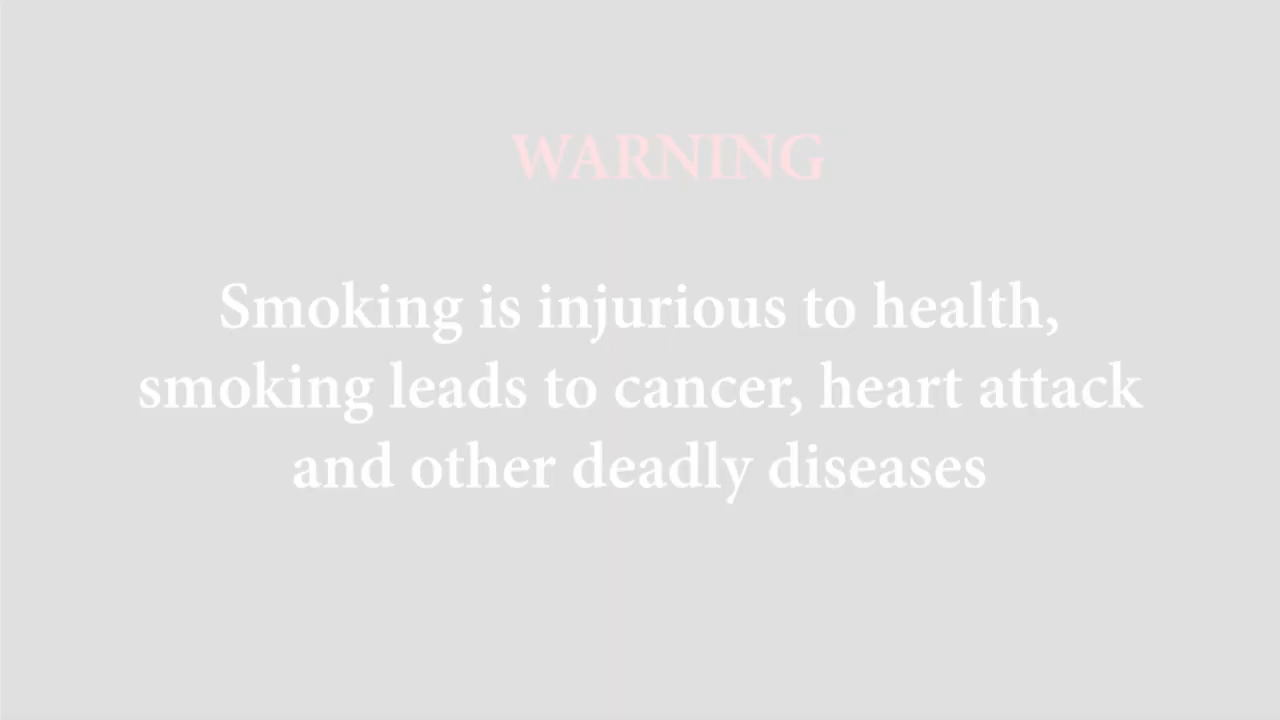 WARNING
Smoking is injurious to health,
smoking leads to cancer, heart attack
and other deadly diseases